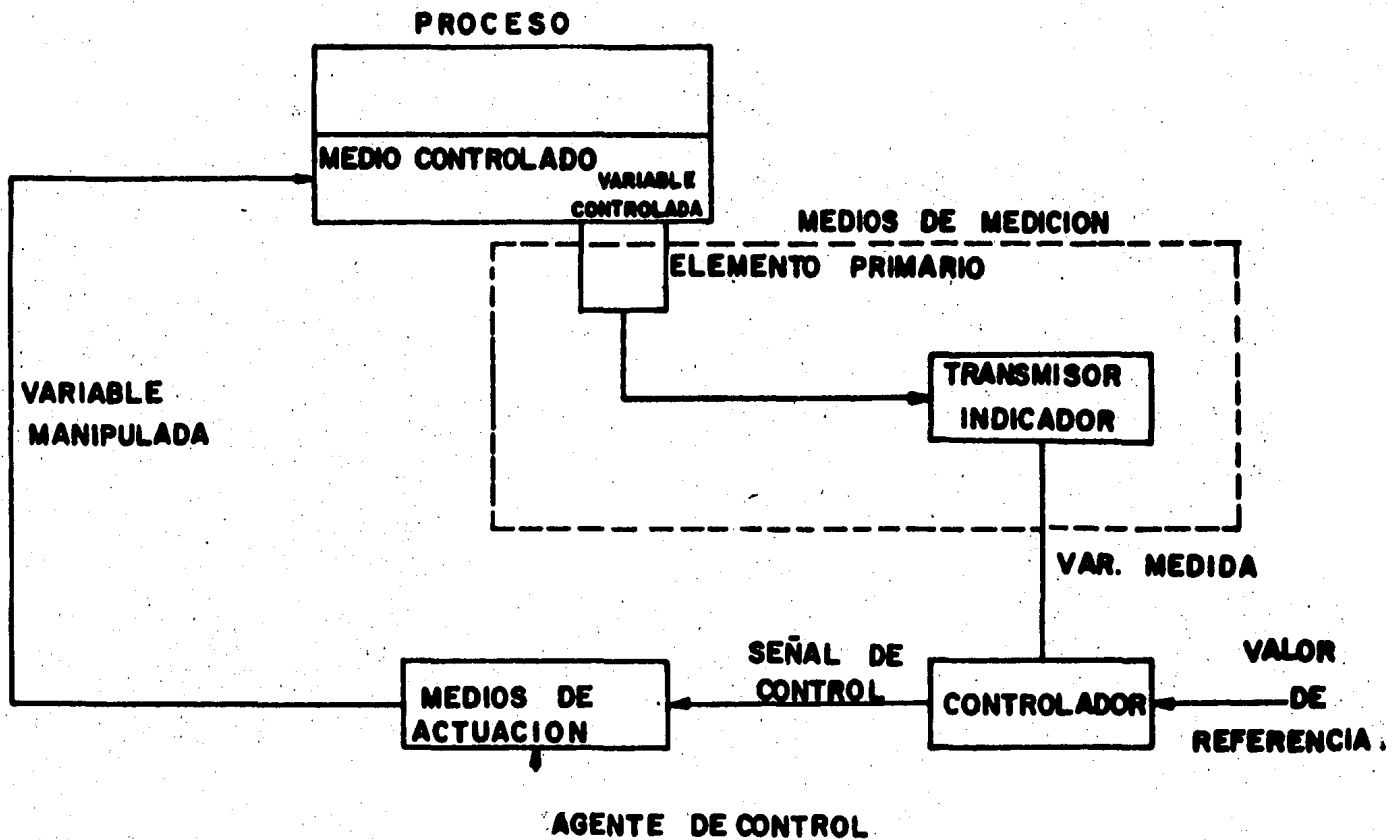 PROCESO
MEDIO CONTROLADO
VARIABLE
CONTROLADA
MEDIOS DE MEDICION
ELEMENTO PRIMARIO
TRANSMISOR
INDICADOR
VARIABLE
MANIPULADA
VAR. MEDIDA
SEÑAL DE
CONTROL
VALOR
DE
REFERENCIA.
CONTROLADOR
MEDIOS DE
ACTUACION
AGENTE DE CONTROL